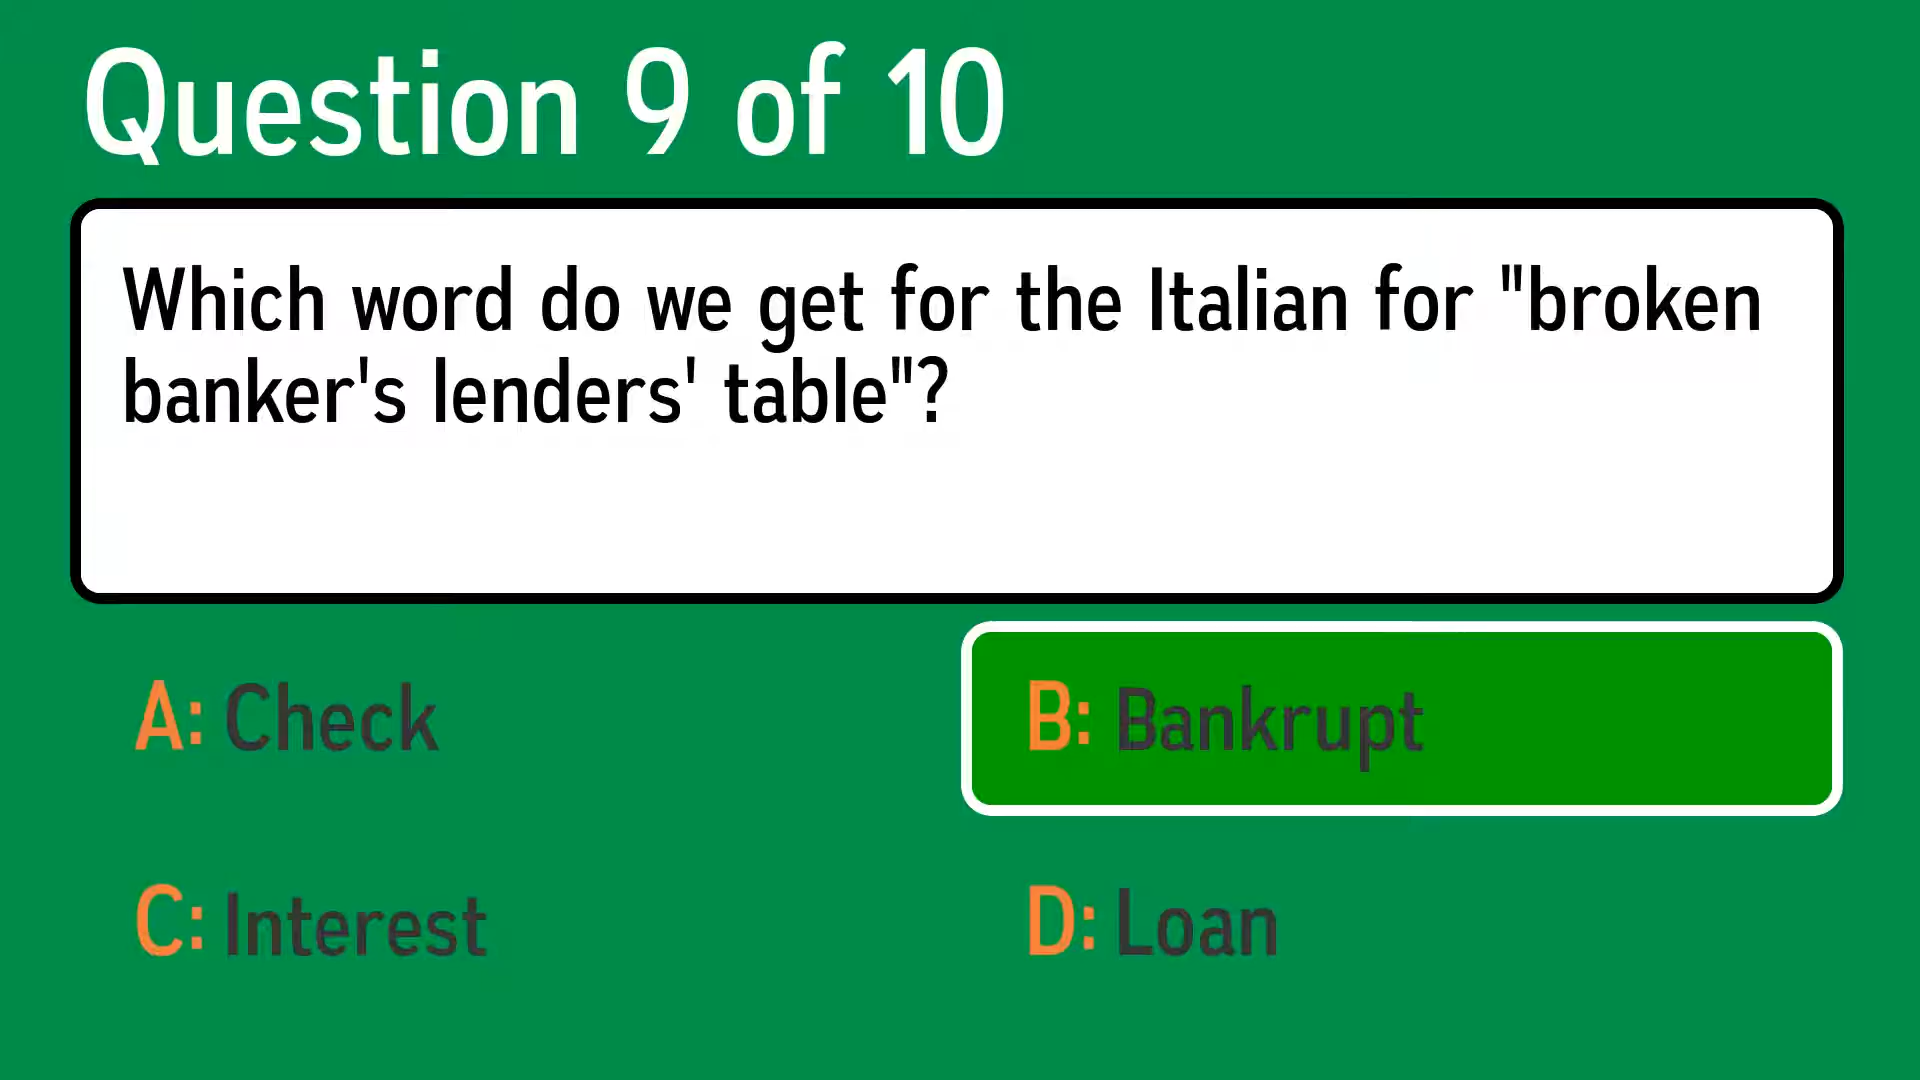 Question 9 of 10
Which word do we get for the Italian for "broken
banker's lenders' table"?
A: Check
B: Bankrupt
C: Interest
D: Loan